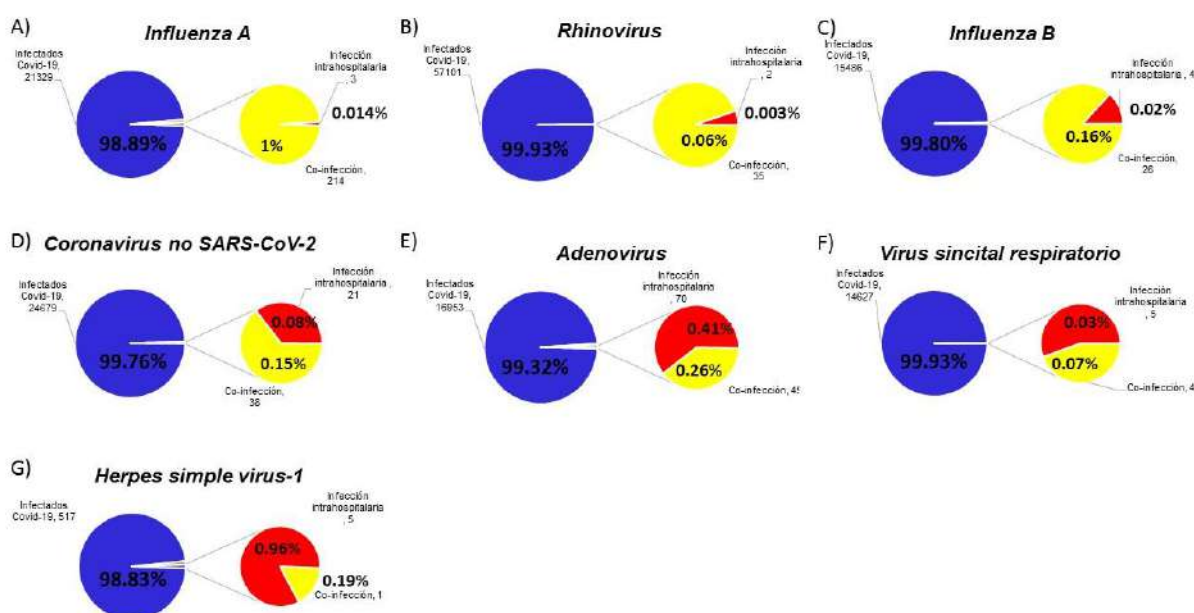 A)
Influenza A
Infectados
Covid-19,
21329
Infección
intrahospitalaria
, 3
0.014%
98.89%
1%
Co-infección,
214
B)
Rhinovirus
Infectados
Covid-19,
57101
Infección
intrahospitalaria
, 2
0.003%
99.93%
0.06%
Co-infección,
35
C)
Influenza B
Infectados
Covid-19,
15486
Infección
intrahospitalaria, 4
0.02%
99.80%
0.16%
Co-infección,
26
D)
Coronavirus no SARS-CoV-2
Infectados
Covid-19,
24679
Infección
intrahospitalaria,
21
0.08%
99.76%
0.15%
Co-infección,
38
E)
Adenovirus
Infectados
Covid-19,
16953
Infección
intrahospitalaria
, 70
0.41%
99.32%
0.26%
Co-infección, 45
F)
Virus sincital respiratorio
Infectados
Covid-19,
14627
Infección
intrahospitalaria
, 5
0.03%
99.93%
0.07%
Co-infección, 4
G)
Herpes simple virus-1
Infectados
Covid-19, 517
Infección
intrahospitalaria
, 5
0.96%
98.83%
0.19%
Co-infección, 1